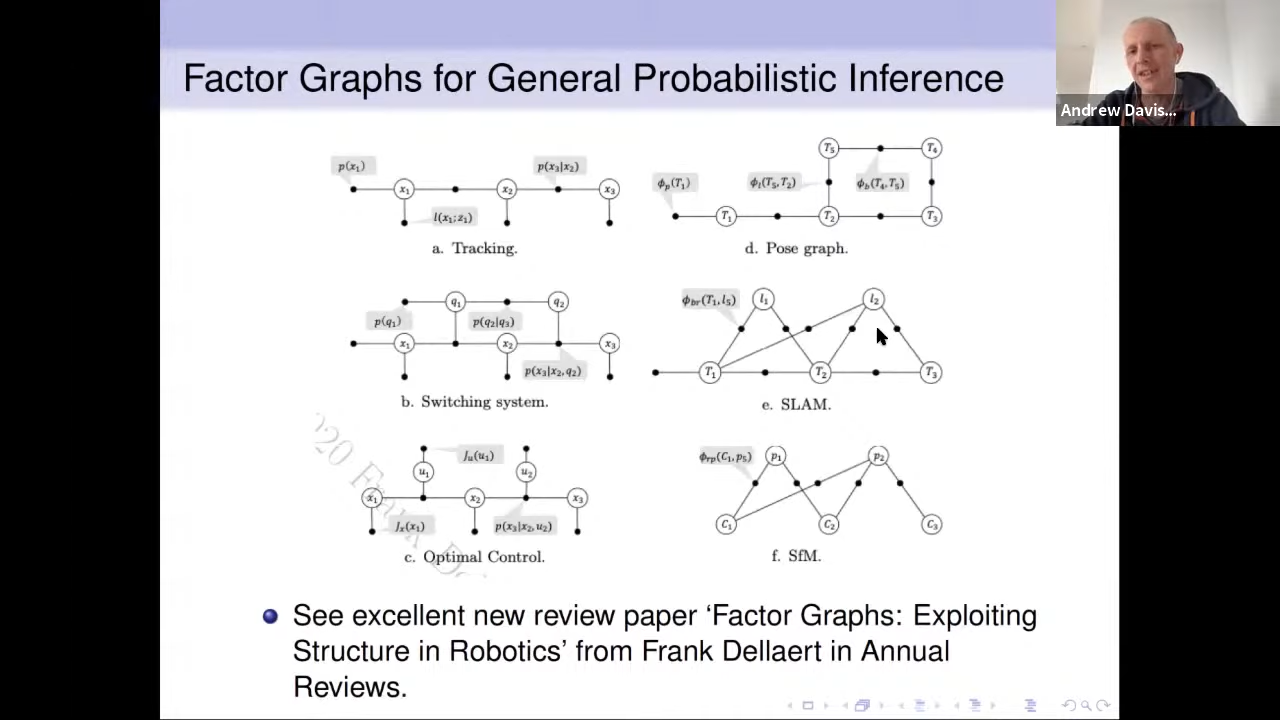 Factor Graphs for General Probabilistic Inference
Andrew Davis...
p(x₁)
p(x₃|x₂)
x₁
x₂
x₃
l(x₁;z₁)
a. Tracking.
T₅
T₄
ϕₚ(T₁)
ϕₗ(T₅,T₂)
ϕb(T₄,T₅)
T₁
T₂
T₃
d. Pose graph.
q₁
q₂
p(q₁)
p(q₂|q₃)
x₁
x₂
x₃
p(x₃|x₂,q₂)
b. Switching system.
ϕbr(T₁,l₅)
l₁
l₂
T₁
T₂
T₃
e. SLAM.
Jᵤ(u₁)
u₁
u₂
x₁
x₂
x₃
Jₓ(x₁)
p(x₃|x₂,u₂)
c. Optimal Control.
ϕrp(C₁,p₅)
p₁
p₂
C₁
C₂
C₃
f. SfM.
See excellent new review paper ‘Factor Graphs: Exploiting
Structure in Robotics’ from Frank Dellaert in Annual
Reviews.